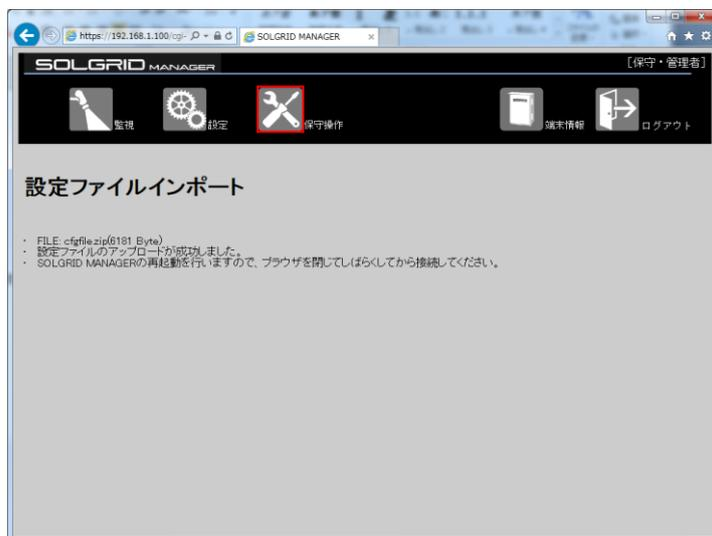 https://192.168.1.100/cgi-
SOLGRID MANAGER
SOLGRID MANAGER
[保守・管理者]
監視
設定
保守操作
端末情報
ログアウト
設定ファイルインポート
・ FILE: cfgfile.zip(6181 Byte)
・ 設定ファイルのアップロードが成功しました。
・ SOLGRID MANAGERの再起動を行いますので、ブラウザを閉じてしばらくしてから接続してください。